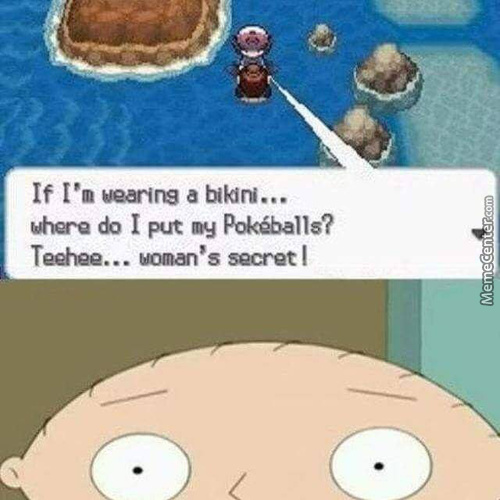 If I'm wearing a bikini...
where do I put my Pokéballs?
Teehee... woman's secret!
MemeCenter.com